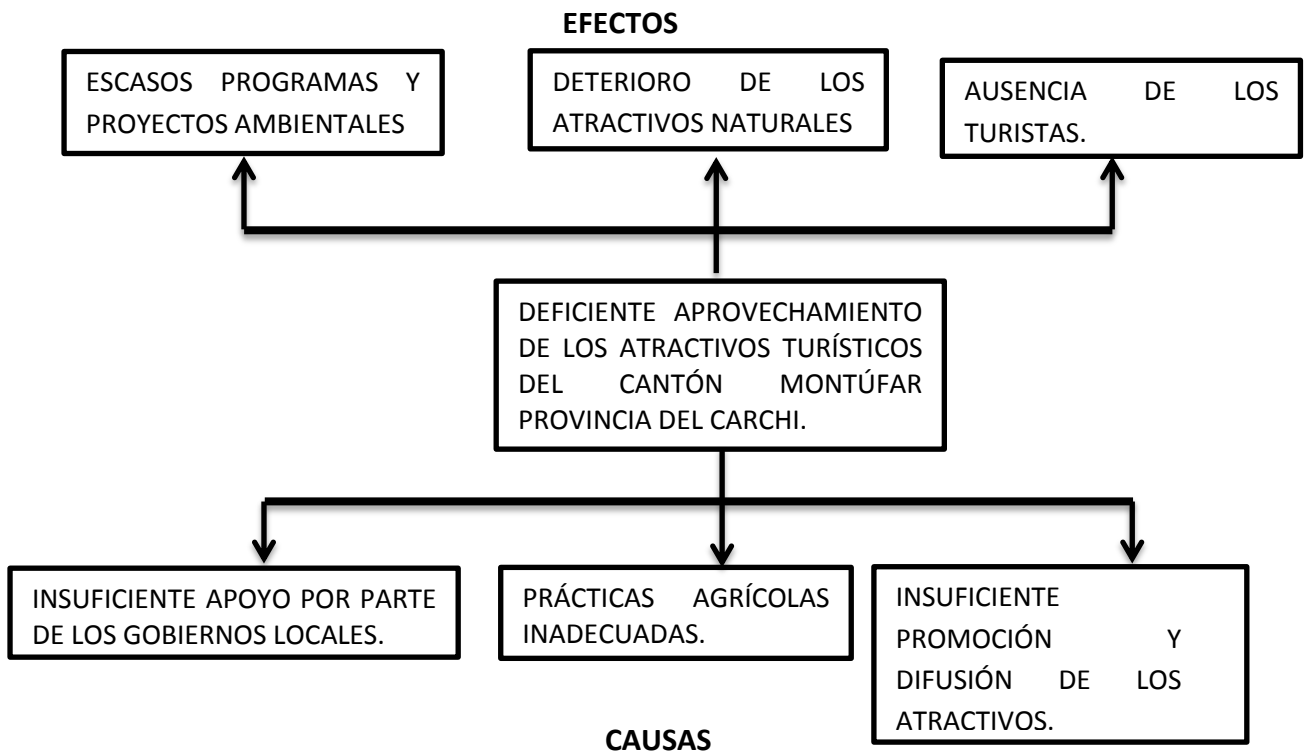 EFECTOS
ESCASOS PROGRAMAS Y
PROYECTOS AMBIENTALES
DETERIORO DE LOS
ATRACTIVOS NATURALES
AUSENCIA DE LOS
TURISTAS.
DEFICIENTE APROVECHAMIENTO
DE LOS ATRACTIVOS TURÍSTICOS
DEL CANTÓN MONTÚFAR
PROVINCIA DEL CARCHI.
INSUFICIENTE APOYO POR PARTE
DE LOS GOBIERNOS LOCALES.
PRÁCTICAS AGRÍCOLAS
INADECUADAS.
INSUFICIENTE
PROMOCIÓN Y
DIFUSIÓN DE LOS
ATRACTIVOS.
CAUSAS